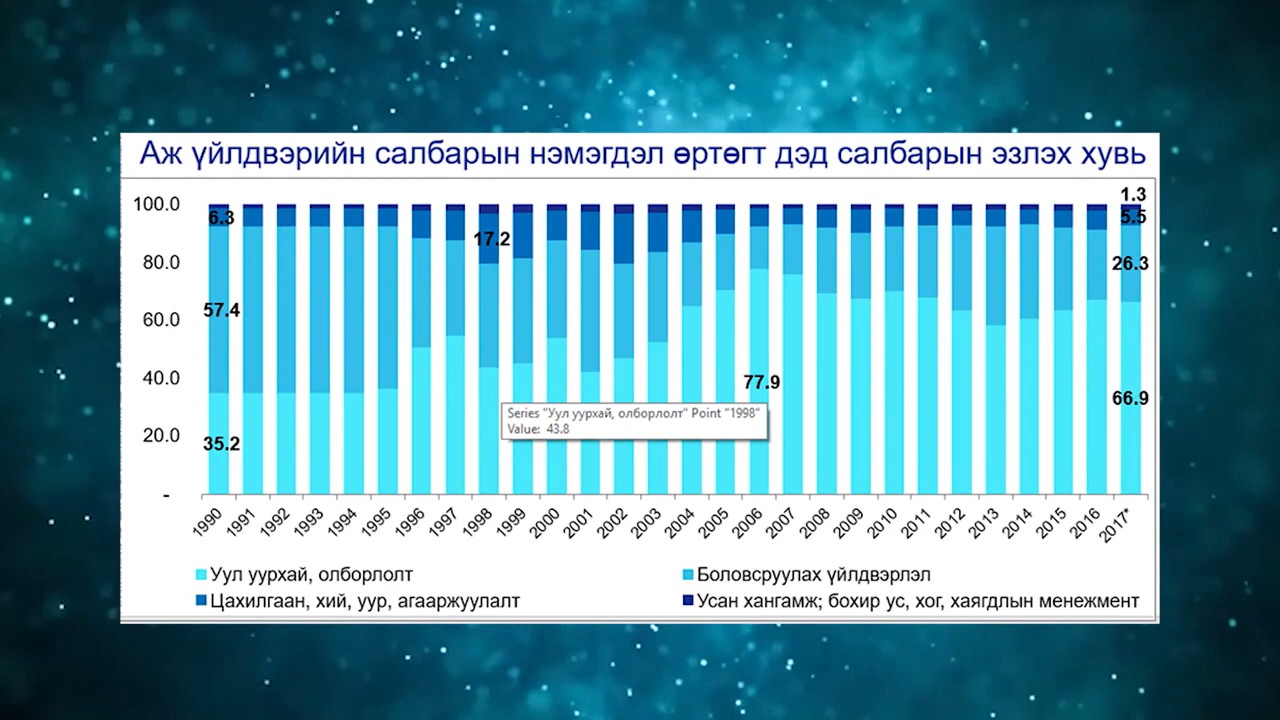 Аж үйлдвэрийн салбарын нэмэгдэл өртөгт дэд салбарын эзлэх хувь
1.3
100.0
6.3
5.5
17.2
80.0
26.3
60.0
57.4
40.0
77.9
66.9
Series "Уул уурхай, олборлолт" Point "1998"
Value: 43.8
20.0
35.2
-
1990 1991 1992 1993 1994 1995 1996 1997 1998 1999 2000 2001 2002 2003 2004 2005 2006 2007 2008 2009 2010 2011 2012 2013 2014 2015 2016 2017*
Уул уурхай, олборлолт
Боловсруулах үйлдвэрлэл
Цахилгаан, хий, уур, агааржуулалт
Усан хангамж; бохир ус, хог, хаягдлын менежмент